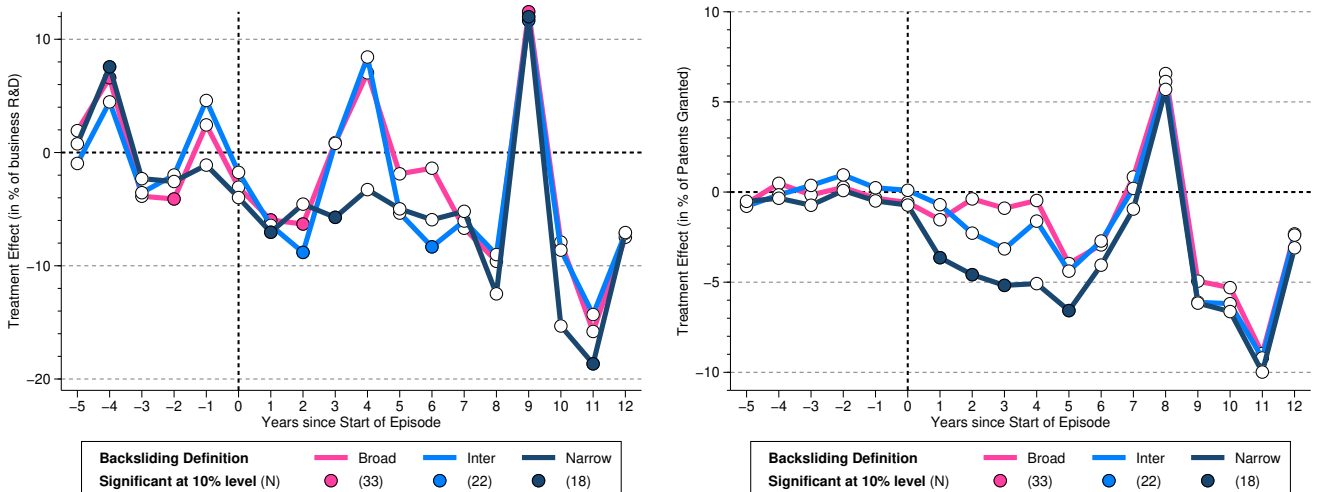 Treatment Effect (in % of business R&D)
10
0
−10
−20
−5 −4 −3 −2 −1 0 1 2 3 4 5 6 7 8 9 10 11 12
Years since Start of Episode
Backsliding Definition Broad Inter Narrow
Significant at 10% level (N) (33) (22) (18)
Treatment Effect (in % of Patents Granted)
10
5
0
−5
−10
−5 −4 −3 −2 −1 0 1 2 3 4 5 6 7 8 9 10 11 12
Years since Start of Episode
Backsliding Definition Broad Inter Narrow
Significant at 10% level (N) (33) (22) (18)